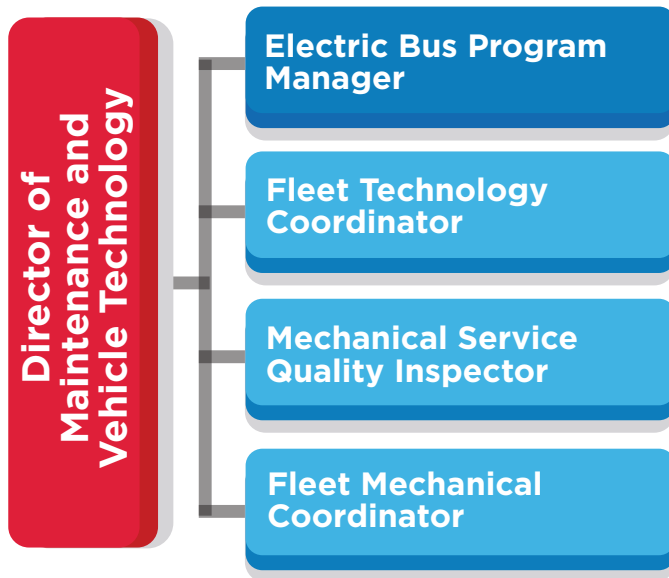 Director of
Maintenance and
Vehicle Technology
Electric Bus Program
Manager
Fleet Technology
Coordinator
Mechanical Service
Quality Inspector
Fleet Mechanical
Coordinator